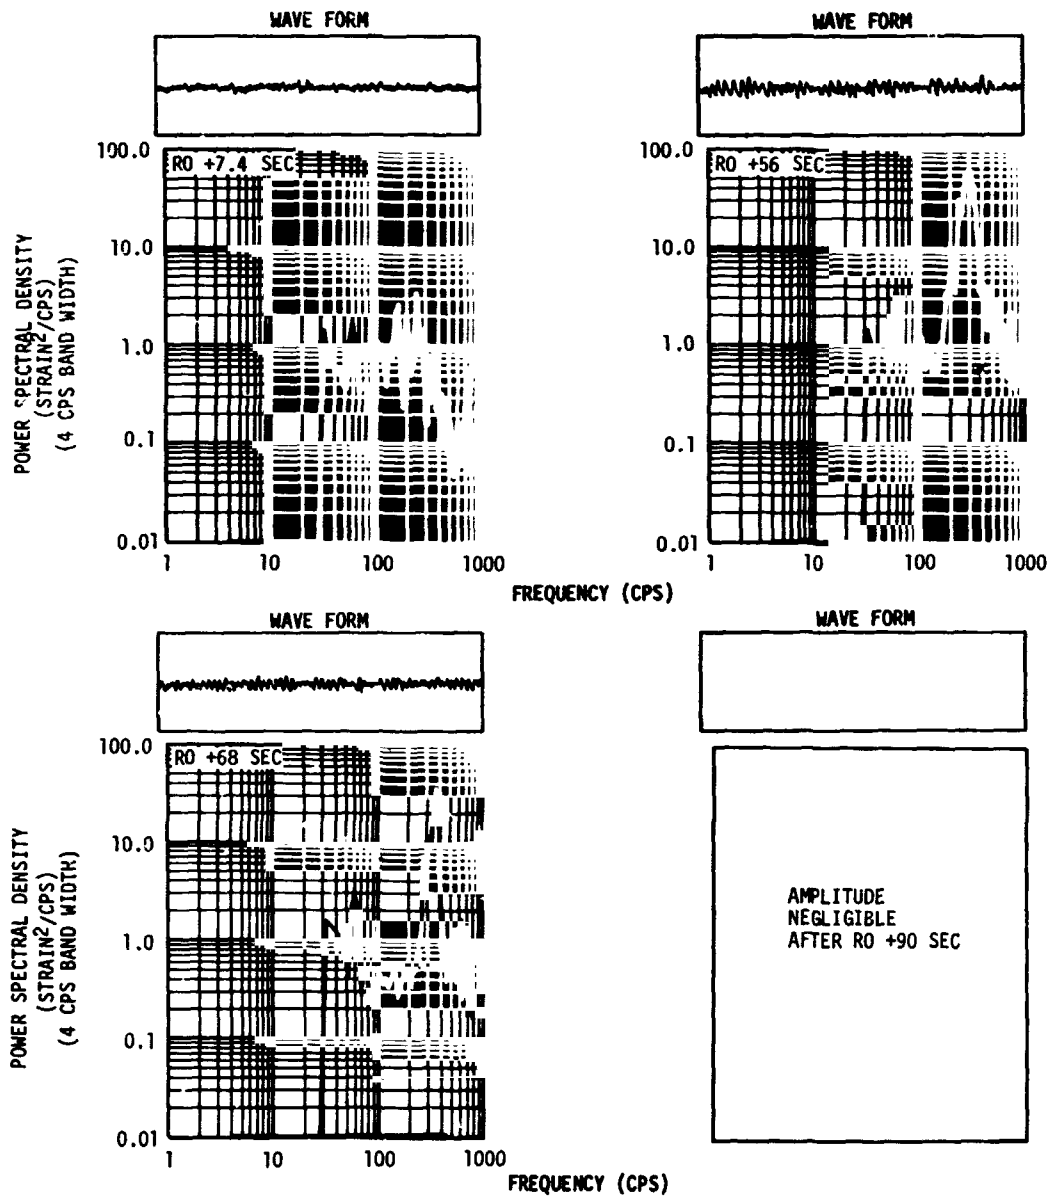 WAVE FORM
WAVE FORM
RO +7.4 SEC
RO +56 SEC
100.0
10.0
1.0
0.1
0.01
1 10 100 1000
100.0
10.0
1.0
0.1
0.01
1 10 100 1000
POWER SPECTRAL DENSITY
(STRAIN²/CPS)
(4 CPS BAND WIDTH)
FREQUENCY (CPS)
WAVE FORM
WAVE FORM
RO +68 SEC
100.0
10.0
1.0
0.1
0.01
1 10 100 1000
POWER SPECTRAL DENSITY
(STRAIN²/CPS)
(4 CPS BAND WIDTH)
AMPLITUDE
NEGLIGIBLE
AFTER RO +90 SEC
FREQUENCY (CPS)